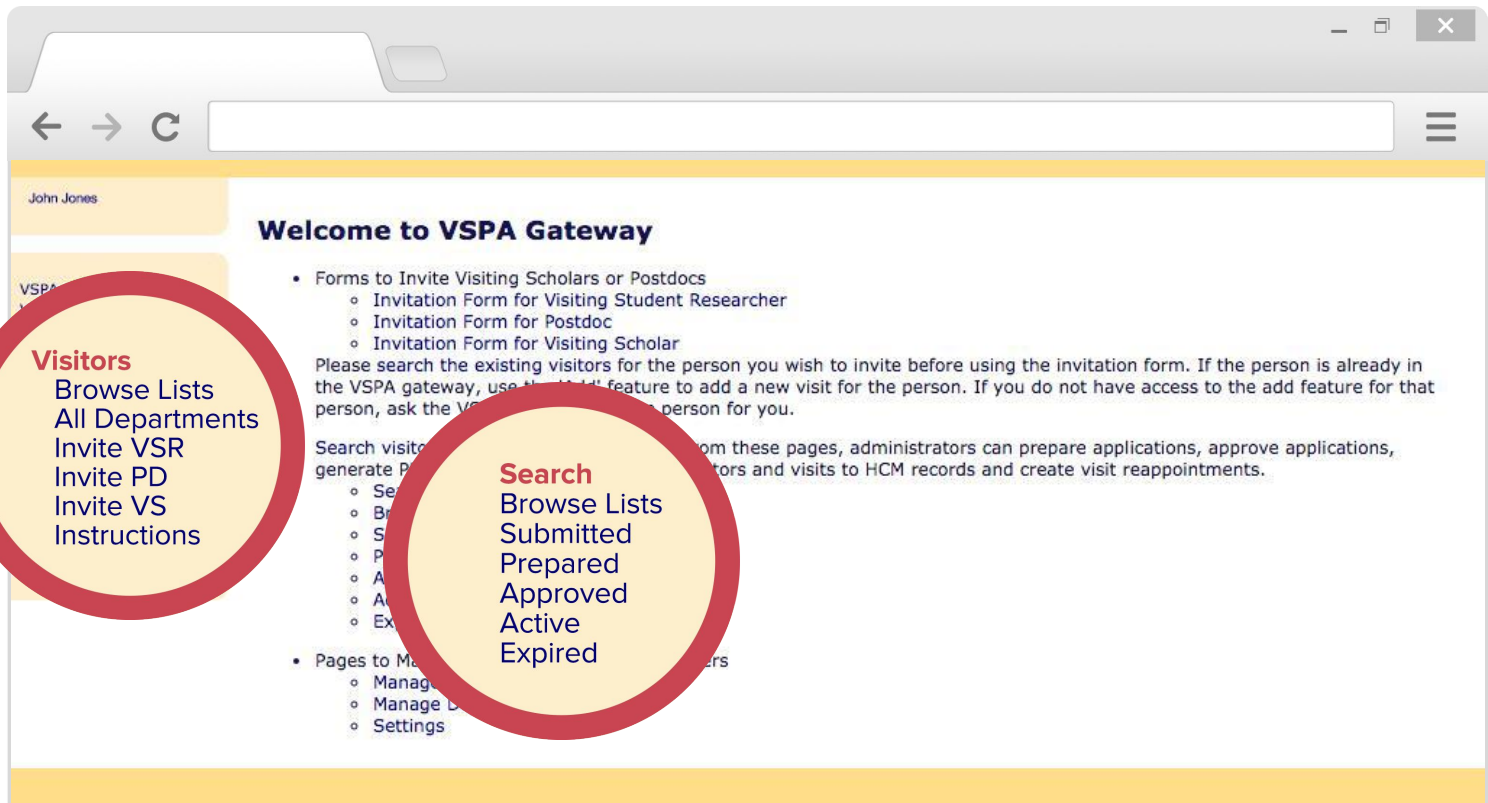 John Jones
Welcome to VSPA Gateway
• Forms to Invite Visiting Scholars or Postdocs
◦ Invitation Form for Visiting Student Researcher
◦ Invitation Form for Postdoc
◦ Invitation Form for Visiting Scholar
Please search the existing visitors for the person you wish to invite before using the invitation form. If the person is already in
the VSPA gateway, use the 'Add' feature to add a new visit for the person. If you do not have access to the add feature for that
person, ask the person for you.
Search from these pages, administrators can prepare applications, approve applications,
generate and visits to HCM records and create visit reappointments.
• Pages to
◦ Manage
◦ Manage
◦ Settings
Visitors
Browse Lists
All Departments
Invite VSR
Invite PD
Invite VS
Instructions
Search
Browse Lists
Submitted
Prepared
Approved
Active
Expired